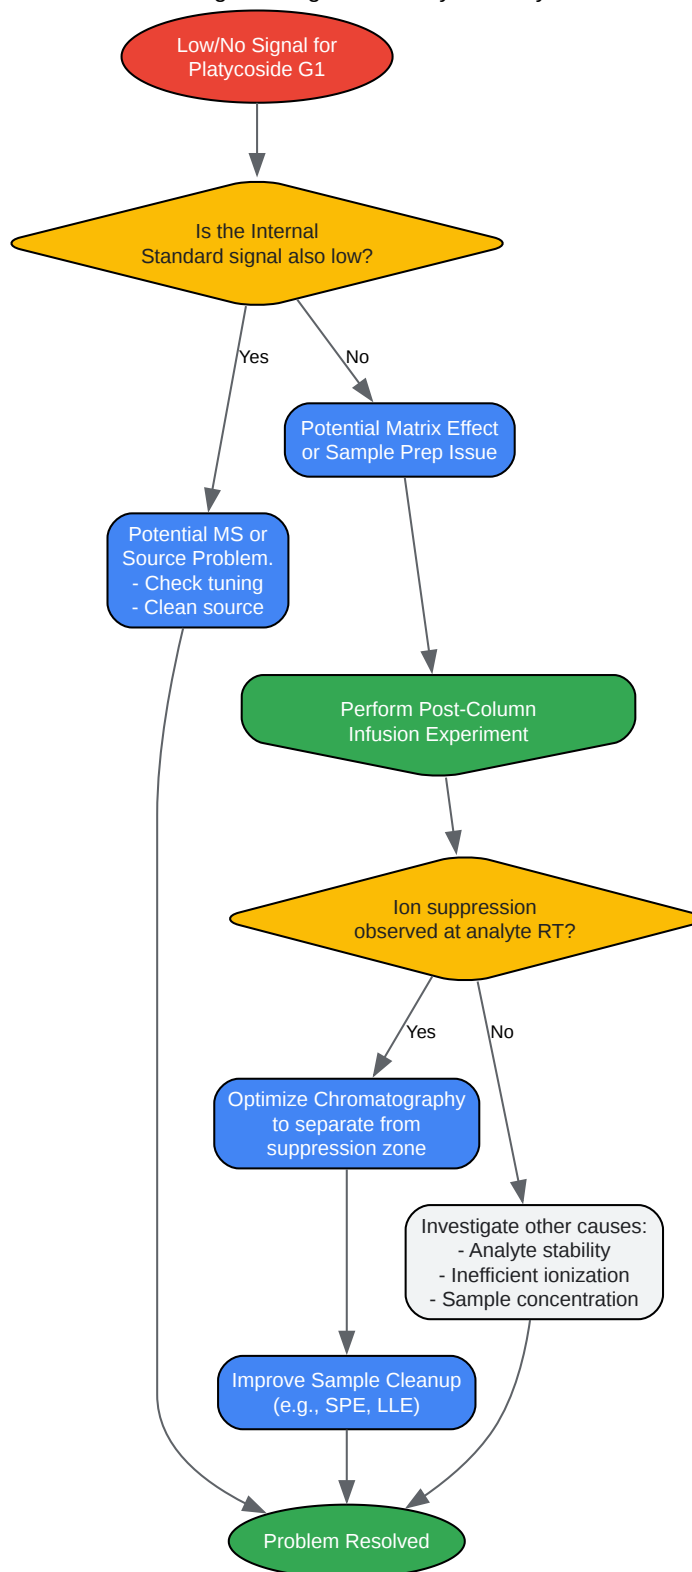 Low/No Signal for
Platycoside G1
Is the Internal
Standard signal also low?
Yes
No
Potential Matrix Effect
or Sample Prep Issue
Potential MS or
Source Problem.
- Check tuning
- Clean source
Perform Post-Column
Infusion Experiment
Ion suppression
observed at analyte RT?
Yes
No
Optimize Chromatography
to separate from
suppression zone
Investigate other causes:
- Analyte stability
- Inefficient ionization
- Sample concentration
Improve Sample Cleanup
(e.g., SPE, LLE)
Problem Resolved